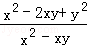 x² − 2xy + y²
x² − xy